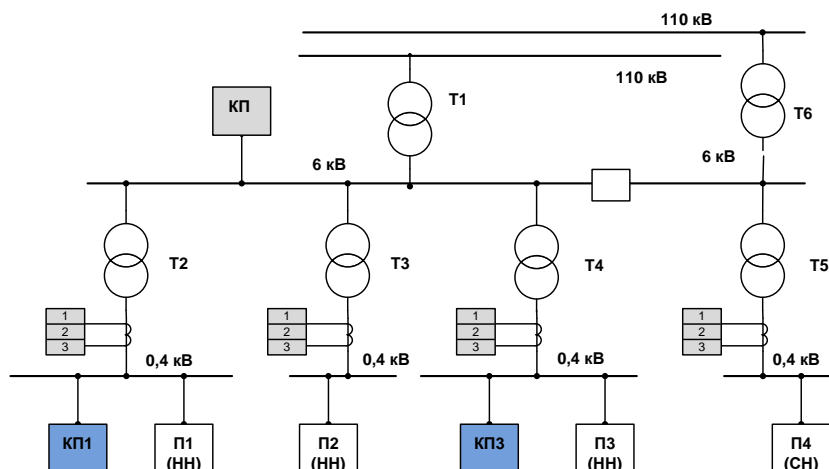 110 кВ
110 кВ
Т1
Т6
КП
6 кВ
6 кВ
Т2
Т3
Т4
Т5
1
2
3
1
2
3
1
2
3
1
2
3
0,4 кВ
0,4 кВ
0,4 кВ
0,4 кВ
КП1
П1
(НН)
П2
(НН)
КП3
П3
(НН)
П4
(СН)